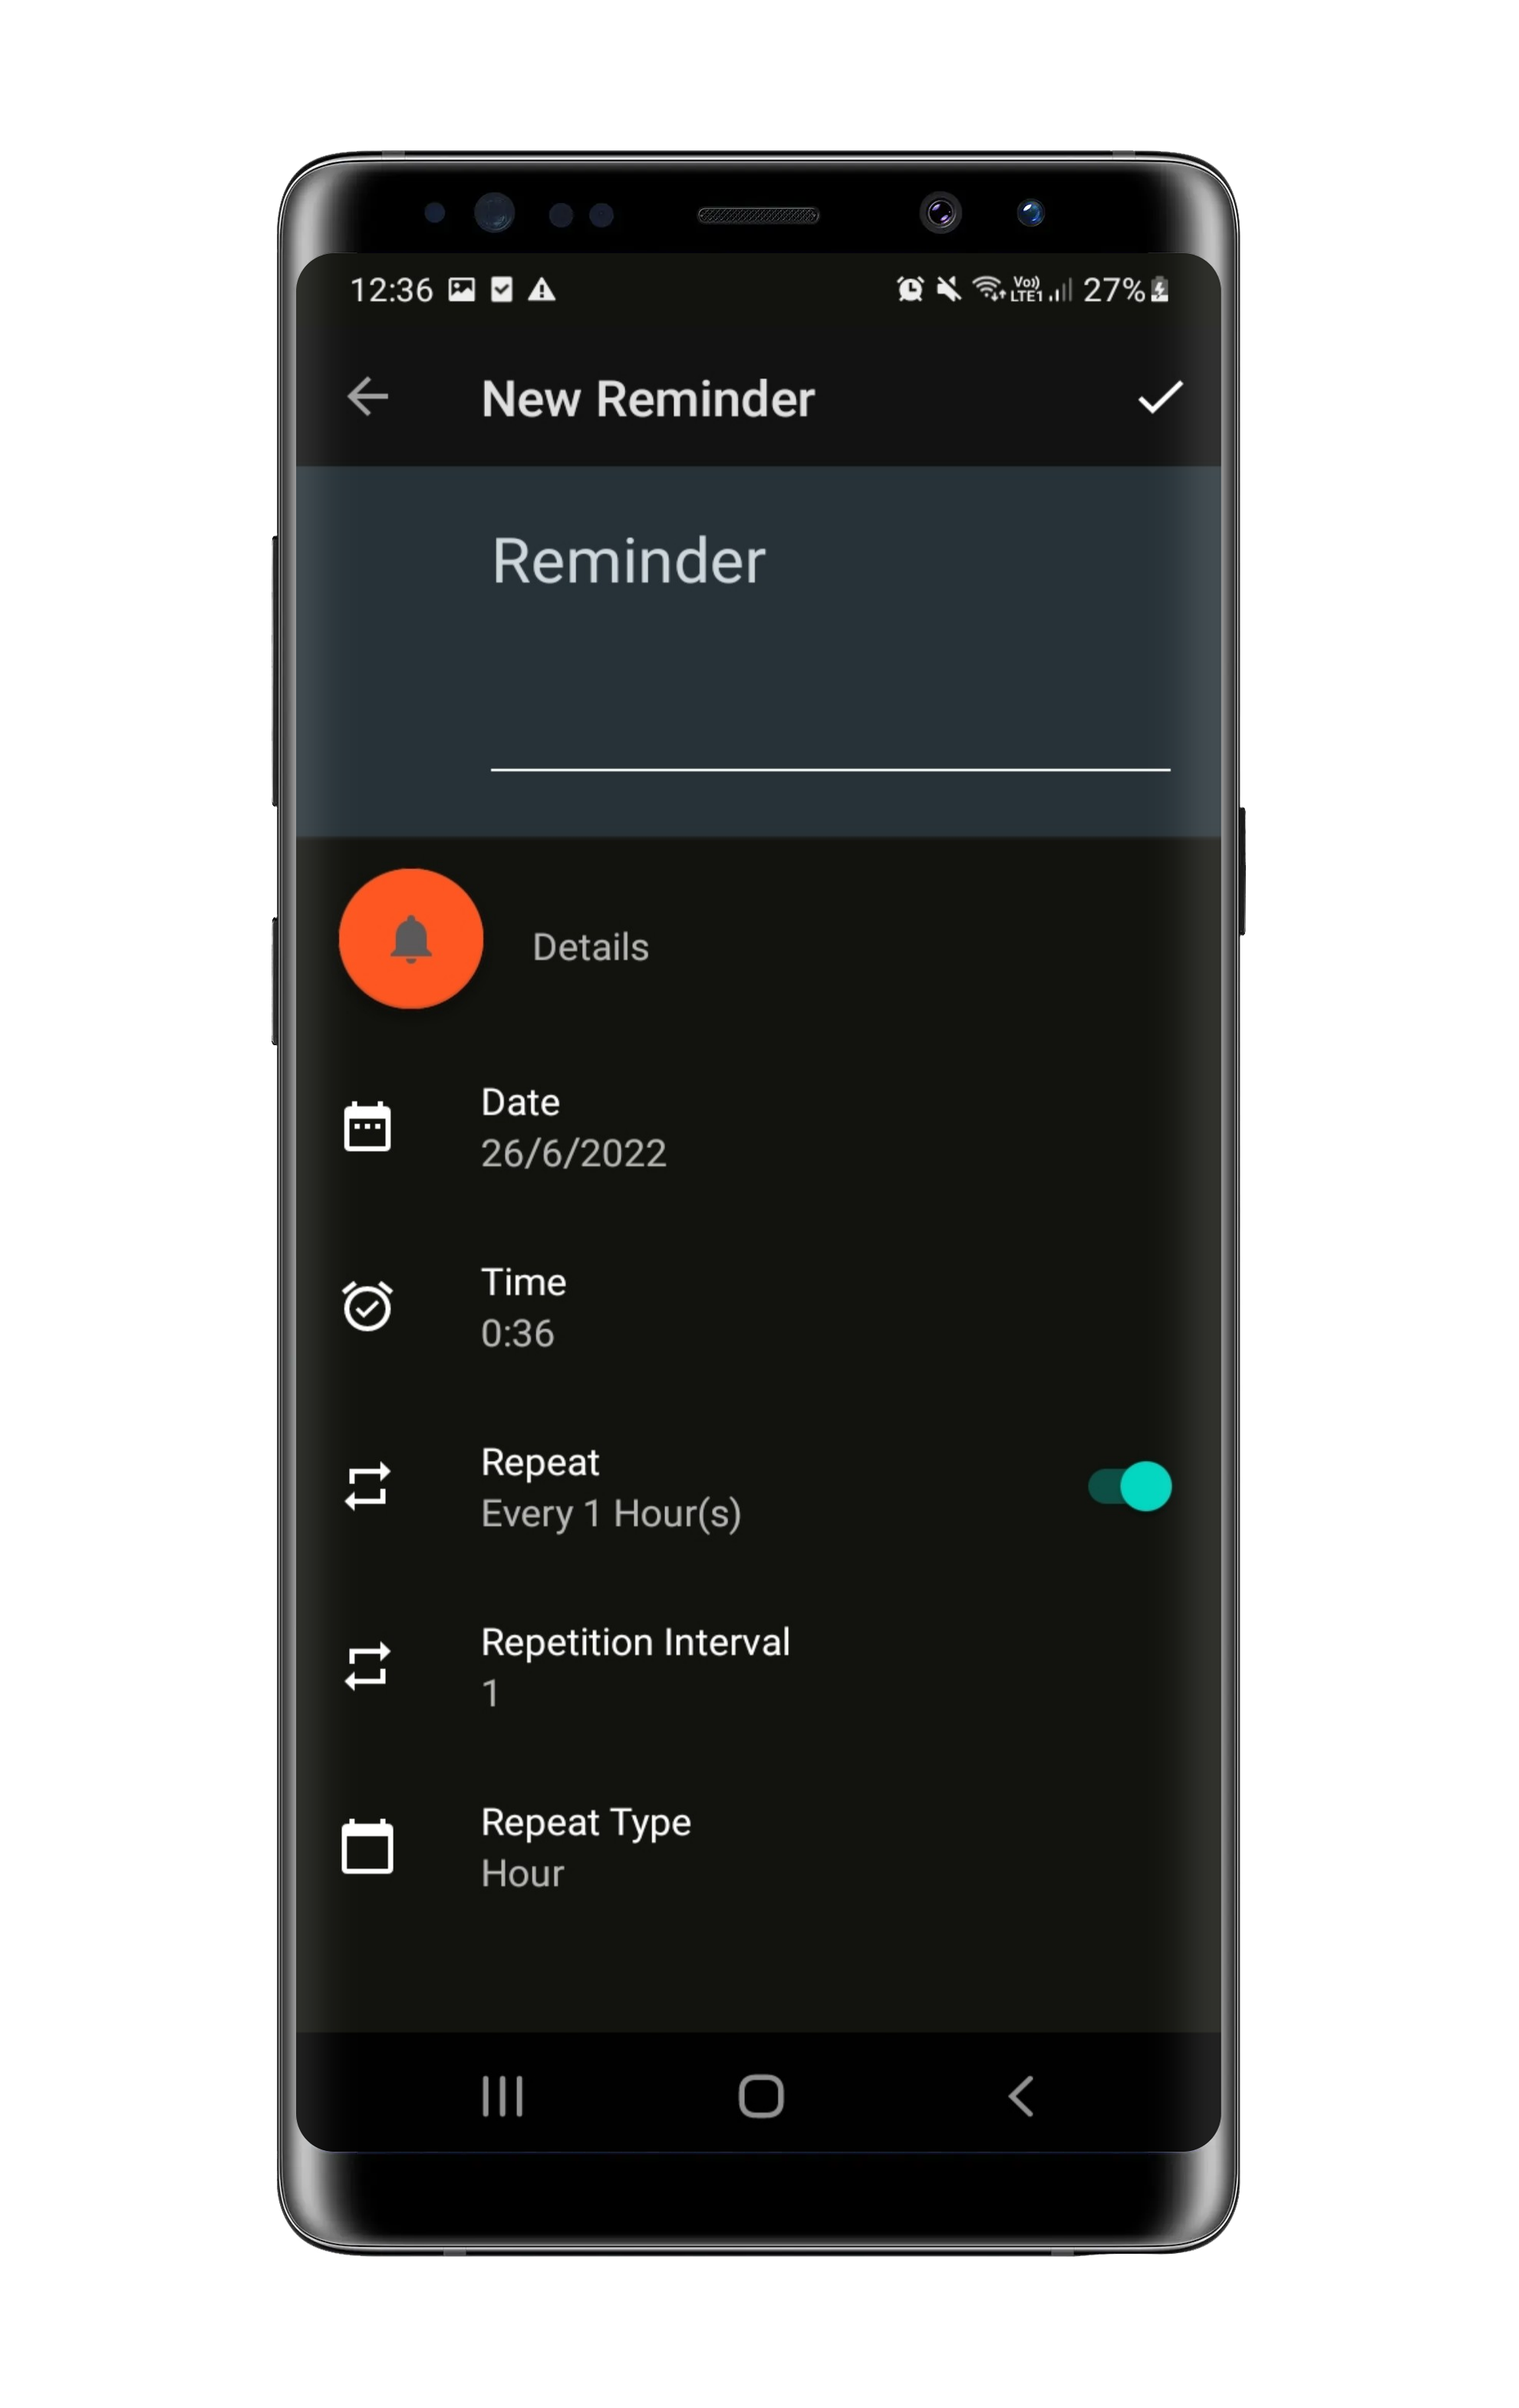 12:36 Vo)) LTE1 27%
New Reminder
Reminder
Details
Date
26/6/2022
Time
0:36
Repeat
Every 1 Hour(s)
Repetition Interval
1
Repeat Type
Hour